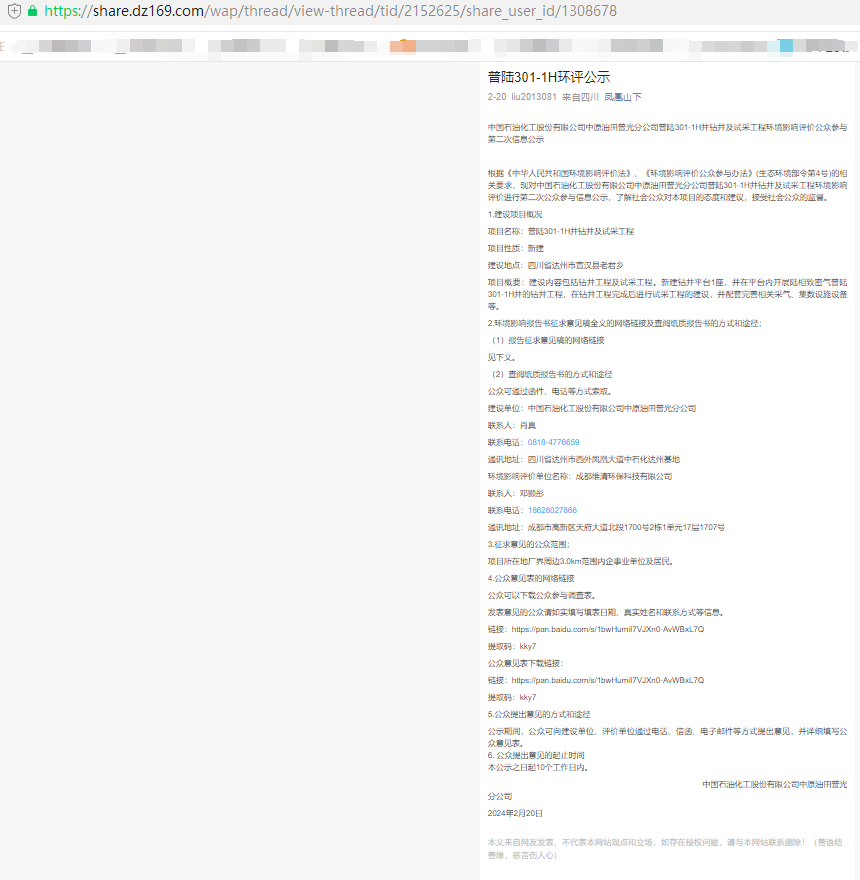 https://share.dz169.com/wap/thread/view-thread/tid/2152625/share_user_id/1308678
普陆301-1H环评公示
2-20 liu2013081 来自四川 凤凰山下
中国石油化工股份有限公司中原油田普光分公司普陆301-1H井钻井及试采工程环境影响评价公众参与
第二次信息公示
根据《中华人民共和国环境影响评价法》、《环境影响评价公众参与办法》(生态环境部令第4号)的相
关要求，现对中国石油化工股份有限公司中原油田普光分公司普陆301-1H井钻井及试采工程环境影响
评价进行第二次公众参与信息公示，了解社会公众对本项目的态度和建议，接受社会公众的监督。
1.建设项目概况
项目名称：普陆301-1H井钻井及试采工程
项目性质：新建
建设地点：四川省达州市宣汉县老君乡
项目概要：建设内容包括钻井工程及试采工程。新建钻井平台1座，并在平台内开展陆相致密气普陆
301-1H井的钻井工程，在钻井工程完成后进行试采工程的建设，并配套完善相关采气、集数设施设备
等。
2.环境影响报告书征求意见稿全义的网络链接及查阅纸质报告书的方式和途径；
（1）报告征求意见稿的网络链接
见下文。
（2）查阅纸质报告书的方式和途径
公众可通过函件、电话等方式索取。
建设单位：中国石油化工股份有限公司中原油田普光分公司
联系人：肖真
联系电话：0818-4776659
通讯地址：四川省达州市西外凤凰大道中石化达州基地
环境影响评价单位名称：成都维清环保科技有限公司
联系人：邓颢彤
联系电话：18628027866
通讯地址：成都市高新区天府大道北段1700号2栋1单元17层1707号
3.征求意见的公众范围；
项目所在地厂界周边3.0km范围内企事业单位及居民。
4.公众意见表的网络链接
公众可以下载公众参与调查表。
发表意见的公众请如实填写填表日期、真实姓名和联系方式等信息。
链接：https://pan.baidu.com/s/1bwHumiI7VJXn0-AvWBxL7Q
提取码：kky7
公众意见表下载链接：
链接：https://pan.baidu.com/s/1bwHumiI7VJXn0-AvWBxL7Q
提取码：kky7
5.公众提出意见的方式和途径
公示期间，公众可向建设单位、评价单位通过电话、信函、电子邮件等方式提出意见，并详细填写公
众意见表。
6. 公众提出意见的起止时间
本公示之日起10个工作日内。
中国石油化工股份有限公司中原油田普光
分公司
2024年2月20日
本文来自网友发表，不代表本网站观点和立场，如存在侵权问题，请与本网站联系删除！（善语结
善缘，恶言伤人心）